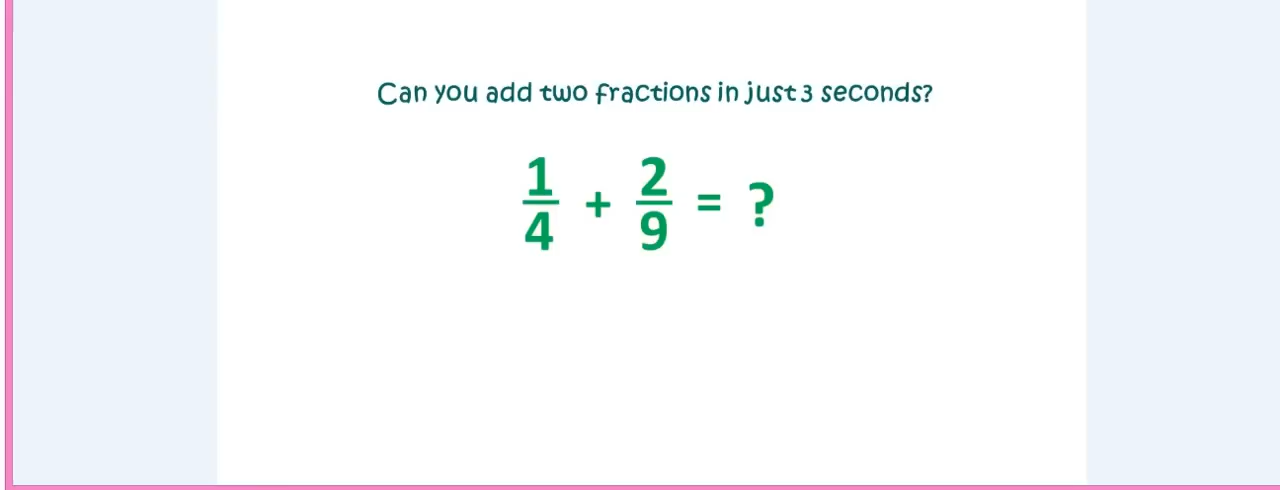 Can you add two fractions in just 3 seconds?
1/4 + 2/9 = ?